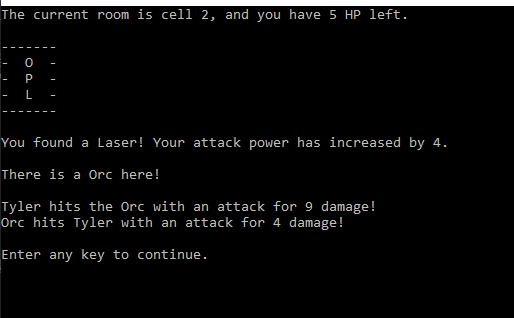 The current room is cell 2, and you have 5 HP left.
-------
-  O  -
-  P  -
-  L  -
-------
You found a Laser! Your attack power has increased by 4.
There is a Orc here!
Tyler hits the Orc with an attack for 9 damage!
Orc hits Tyler with an attack for 4 damage!
Enter any key to continue.